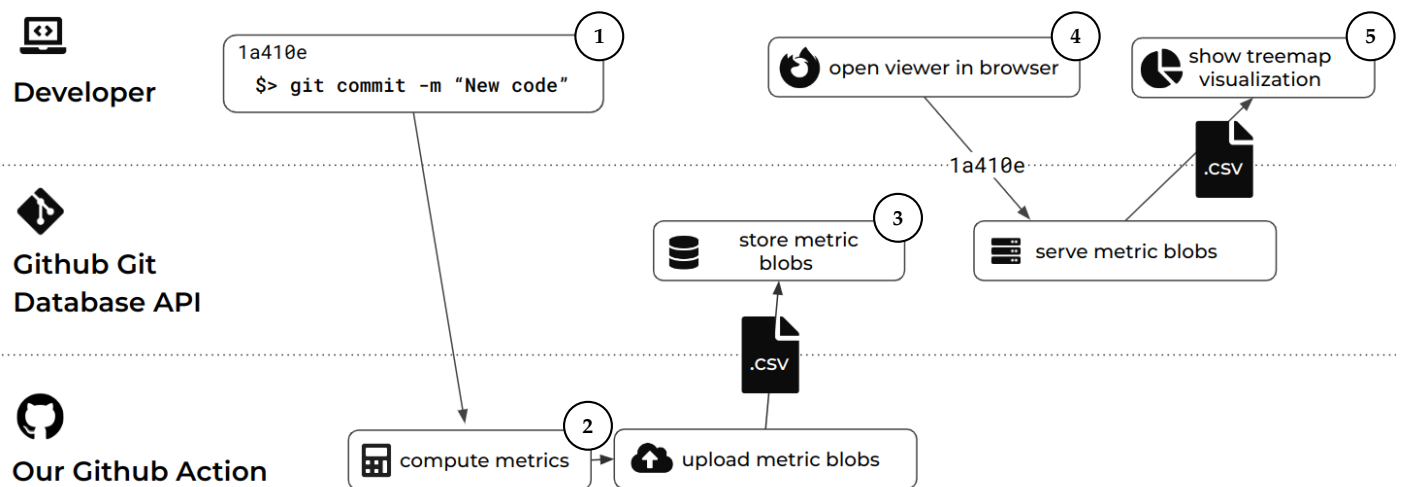 1
4
5
1a410e
$> git commit -m “New code”
open viewer in browser
show treemap
visualization
Developer
.CSV
1a410e
3
store metric
blobs
serve metric blobs
Github Git
Database API
.CSV
2
compute metrics
upload metric blobs
Our Github Action